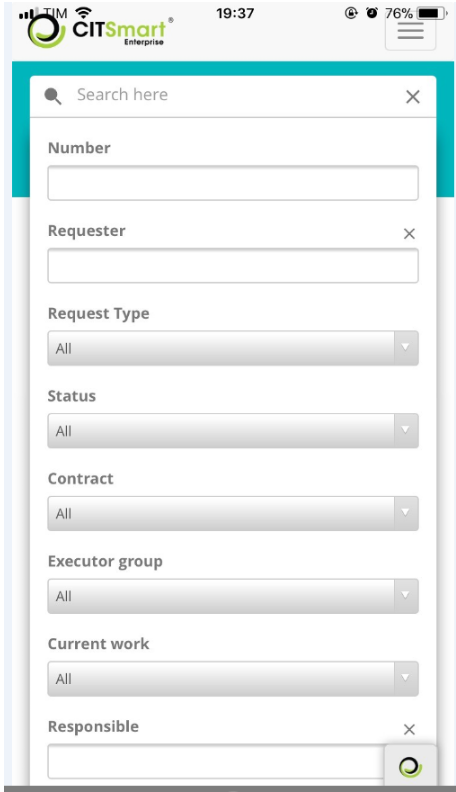 TIM 19:37 76%
CITSmart®
Enterprise
Search here
Number
Requester
Request Type
All
Status
All
Contract
All
Executor group
All
Current work
All
Responsible